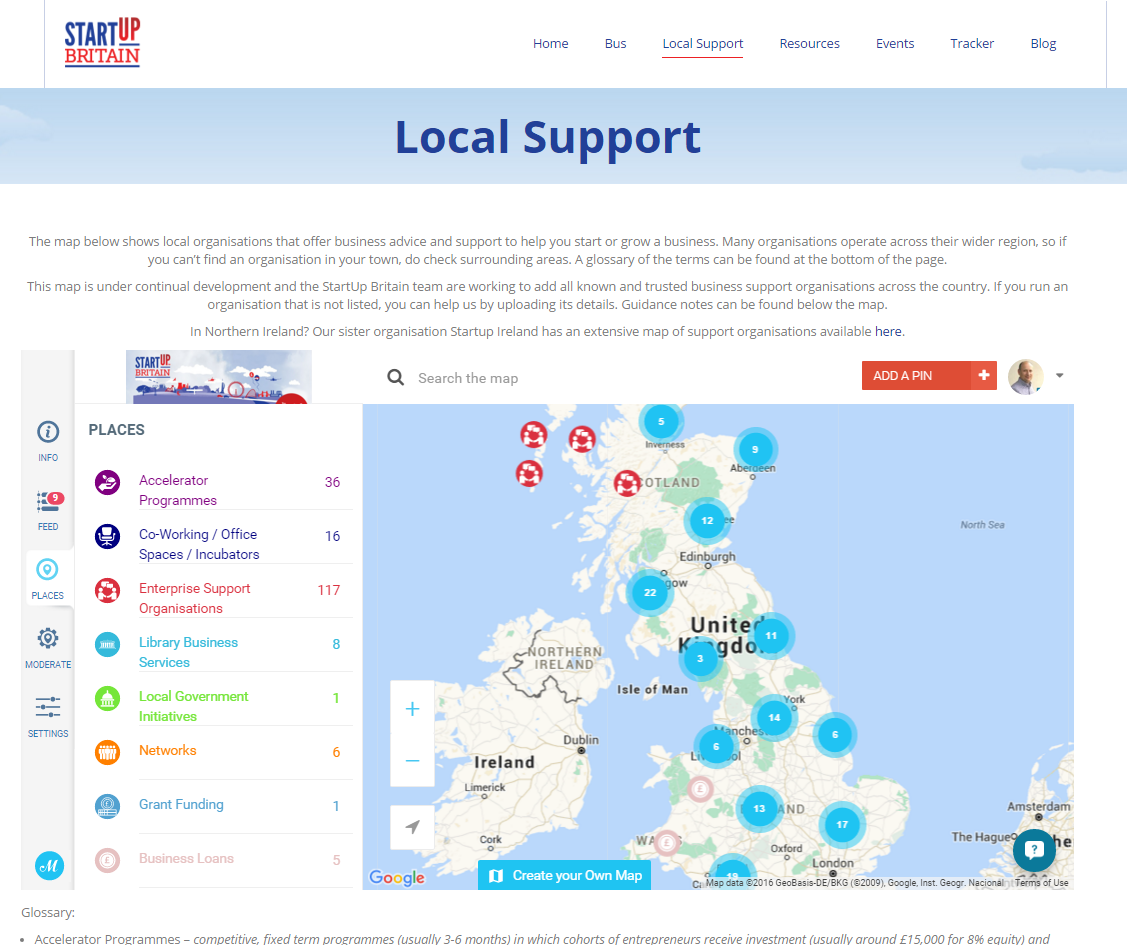 STARTUP
BRITAIN
Home Bus Local Support Resources Events Tracker Blog
Local Support
The map below shows local organisations that offer business advice and support to help you start or grow a business. Many organisations operate across their wider region, so if
you can't find an organisation in your town, do check surrounding areas. A glossary of the terms can be found at the bottom of the page.
This map is under continual development and the StartUp Britain team are working to add all known and trusted business support organisations across the country. If you run an
organisation that is not listed, you can help us by uploading its details. Guidance notes can be found below the map.
In Northern Ireland? Our sister organisation Startup Ireland has an extensive map of support organisations available here.
STARTUP
BRITAIN
Search the map
ADD A PIN +
INFO
9
FEED
PLACES
MODERATE
SETTINGS
PLACES
Accelerator
Programmes 36
Co-Working / Office
Spaces / Incubators 16
Enterprise Support
Organisations 117
Library Business
Services 8
Local Government
Initiatives 1
Networks 6
Grant Funding 1
Business Loans 5
5
Inverness
9
Aberdeen
OTLAND
12
ee
North Sea
Edinburgh
gow
22
United
Kingdo
11
3
NORTHERN
IRELAND
Isle of Man
York
14
Manches
6
6
Dublin
Ireland
Limerick
13
AND
17
Amsterdam
The Hague
he
Cork
WA
Oxford
London
+
−
Create your Own Map
Google
Map data ©2016 GeoBasis-DE/BKG (©2009), Google, Inst. Geogr. Nacional Terms of Use
Glossary:
• Accelerator Programmes – competitive, fixed term programmes (usually 3-6 months) in which cohorts of entrepreneurs receive investment (usually around £15,000 for 8% equity) and